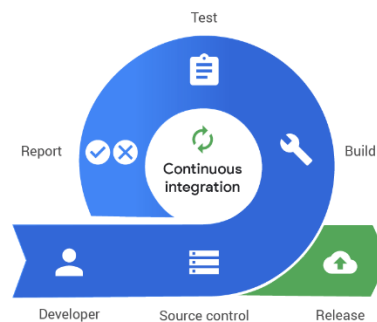 Test
Report
Continuous
integration
Build
Developer
Source control
Release